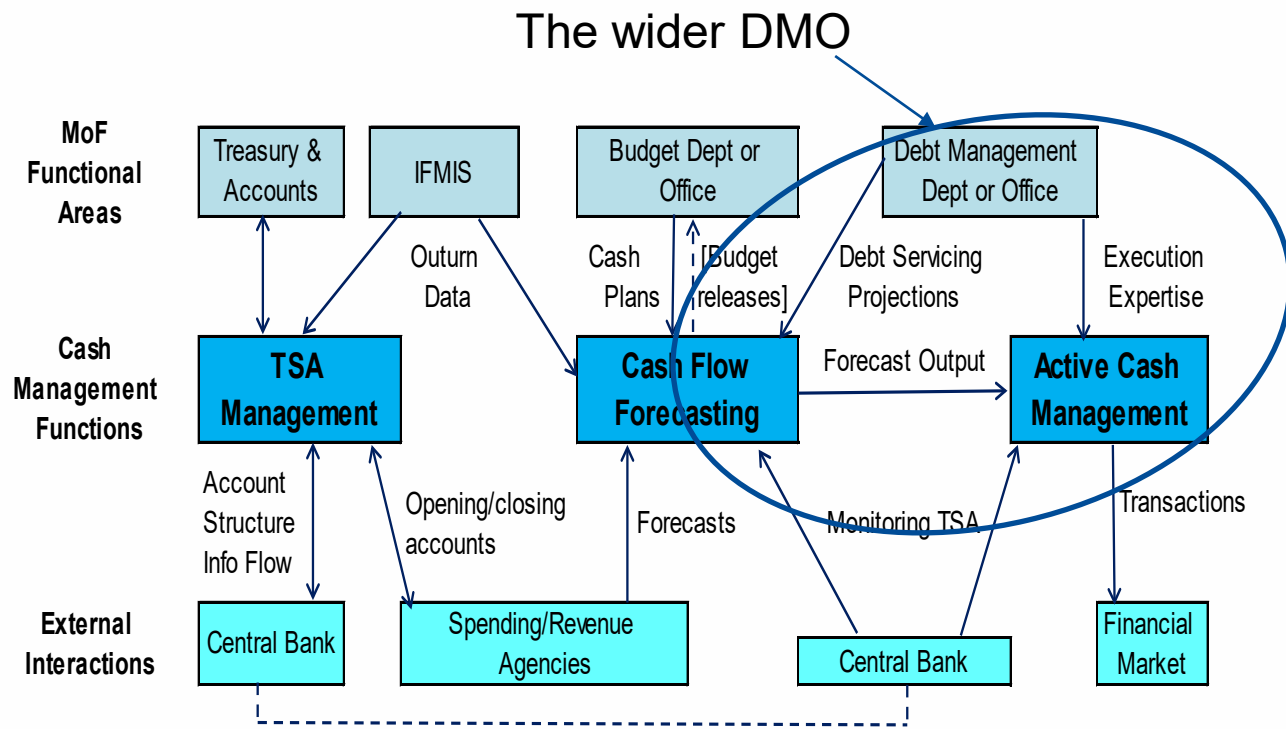 The wider DMO
MoF
Functional
Areas
Treasury &
Accounts
IFMIS
Budget Dept or
Office
Debt Management
Dept or Office
Outurn
Data
Cash
Plans
[Budget
releases]
Debt Servicing
Projections
Execution
Expertise
Cash
Management
Functions
TSA
Management
Cash Flow
Forecasting
Forecast Output
Active Cash
Management
Account
Structure
Info Flow
Opening/closing
accounts
Forecasts
Monitoring TSA
Transactions
External
Interactions
Central Bank
Spending/Revenue
Agencies
Central Bank
Financial
Market